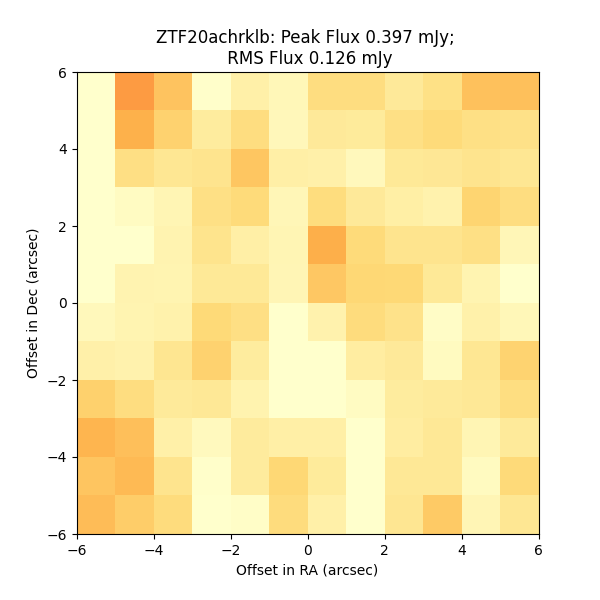 ZTF20achrklb: Peak Flux 0.397 mJy;
RMS Flux 0.126 mJy
6
4
2
0
−2
−4
−6
Offset in Dec (arcsec)
−6 −4 −2 0 2 4 6
Offset in RA (arcsec)